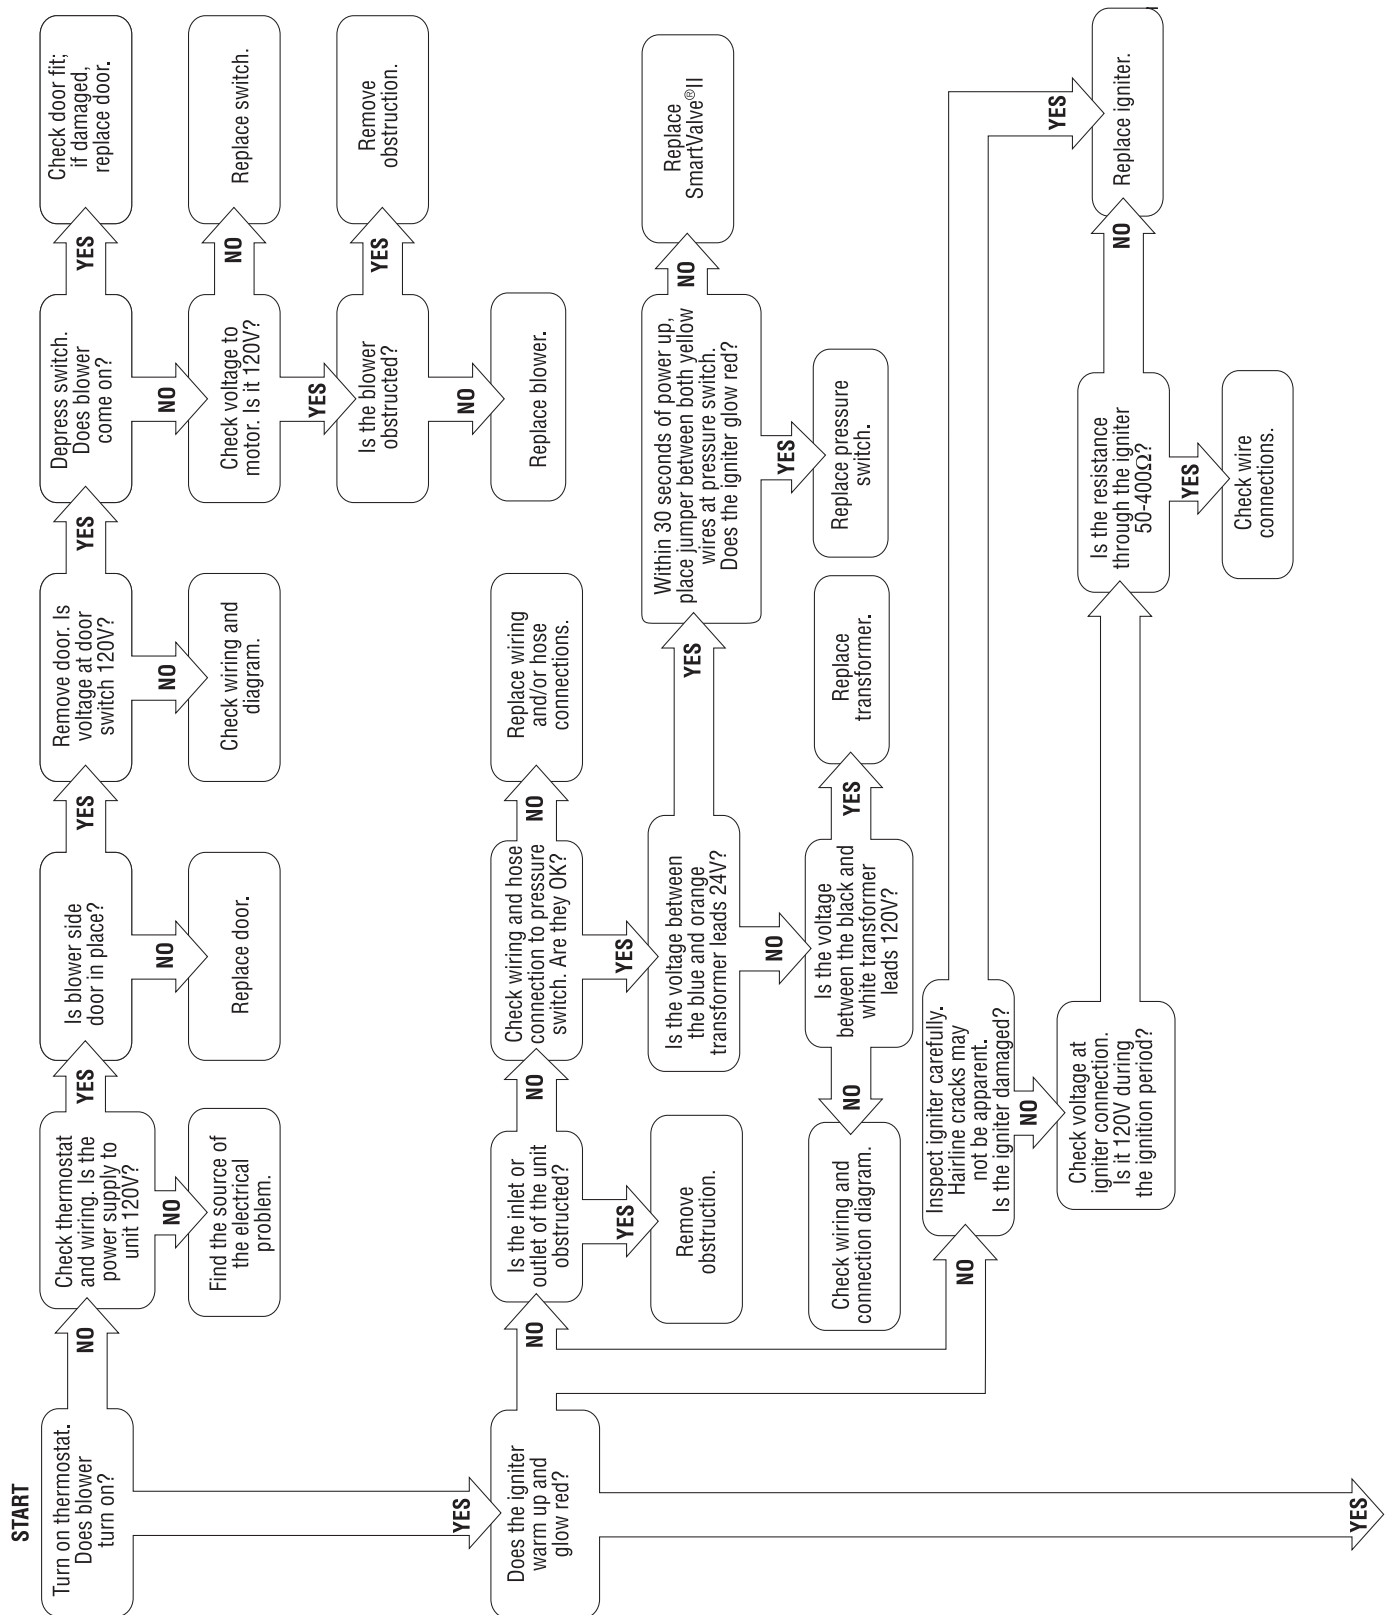 START
Turn on thermostat.
Does blower
turn on?
NO
Check thermostat
and wiring. Is the
power supply to
unit 120V?
YES
Is blower side
door in place?
YES
Remove door. Is
voltage at door
switch 120V?
YES
Depress switch.
Does blower
come on?
YES
Check door fit;
if damaged,
replace door.
NO
Find the source of
the electrical
problem.
NO
Replace door.
NO
Check wiring and
diagram.
NO
Check voltage to
motor. Is it 120V?
NO
Replace switch.
YES
Is the blower
obstructed?
YES
Remove
obstruction.
NO
Replace blower.
YES
Does the igniter
warm up and
glow red?
NO
Is the inlet or
outlet of the unit
obstructed?
NO
Check wiring and hose
connection to pressure
switch. Are they OK?
NO
Replace wiring
and/or hose
connections.
YES
Remove
obstruction.
YES
Is the voltage between
the blue and orange
transformer leads 24V?
YES
Within 30 seconds of power up,
place jumper between both yellow
wires at pressure switch.
Does the igniter glow red?
NO
Replace
SmartValve®II
YES
Replace pressure
switch.
NO
Is the voltage
between the black and
white transformer
leads 120V?
YES
Replace
transformer.
NO
Check wiring and
connection diagram.
NO
Inspect igniter carefully.
Hairline cracks may
not be apparent.
Is the igniter damaged?
YES
Replace igniter.
NO
Check voltage at
igniter connection.
Is it 120V during
the ignition period?
Is the resistance
through the igniter
50-400Ω?
NO
YES
Check wire
connections.
YES